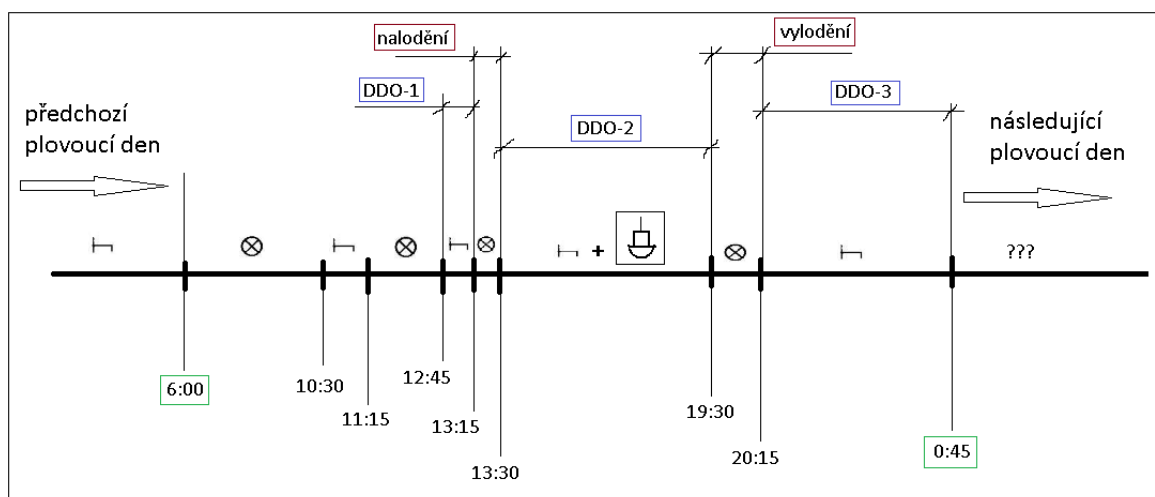 nalodění
vylodění
DDO-1
DDO-3
předchozí
plovoucí den
DDO-2
následující
plovoucí den
+
???
6:00
10:30
11:15
12:45
13:15
13:30
19:30
20:15
0:45